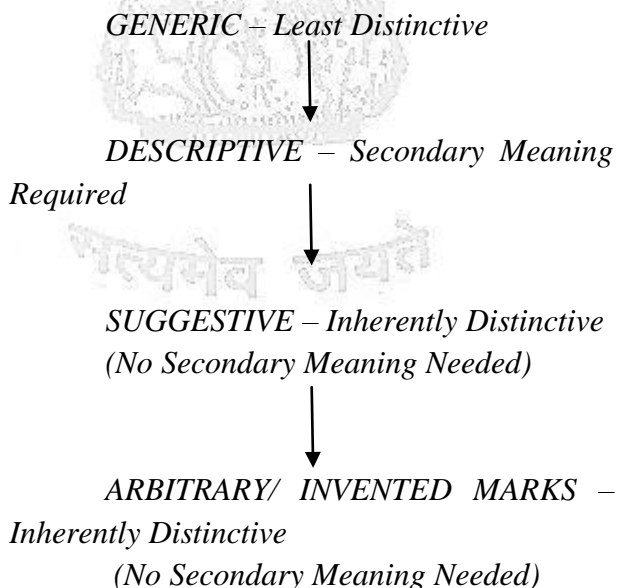 GENERIC – Least Distinctive
DESCRIPTIVE – Secondary Meaning
Required
सत्यमेव जयते
SUGGESTIVE – Inherently Distinctive
(No Secondary Meaning Needed)
ARBITRARY/ INVENTED MARKS –
Inherently Distinctive
(No Secondary Meaning Needed)